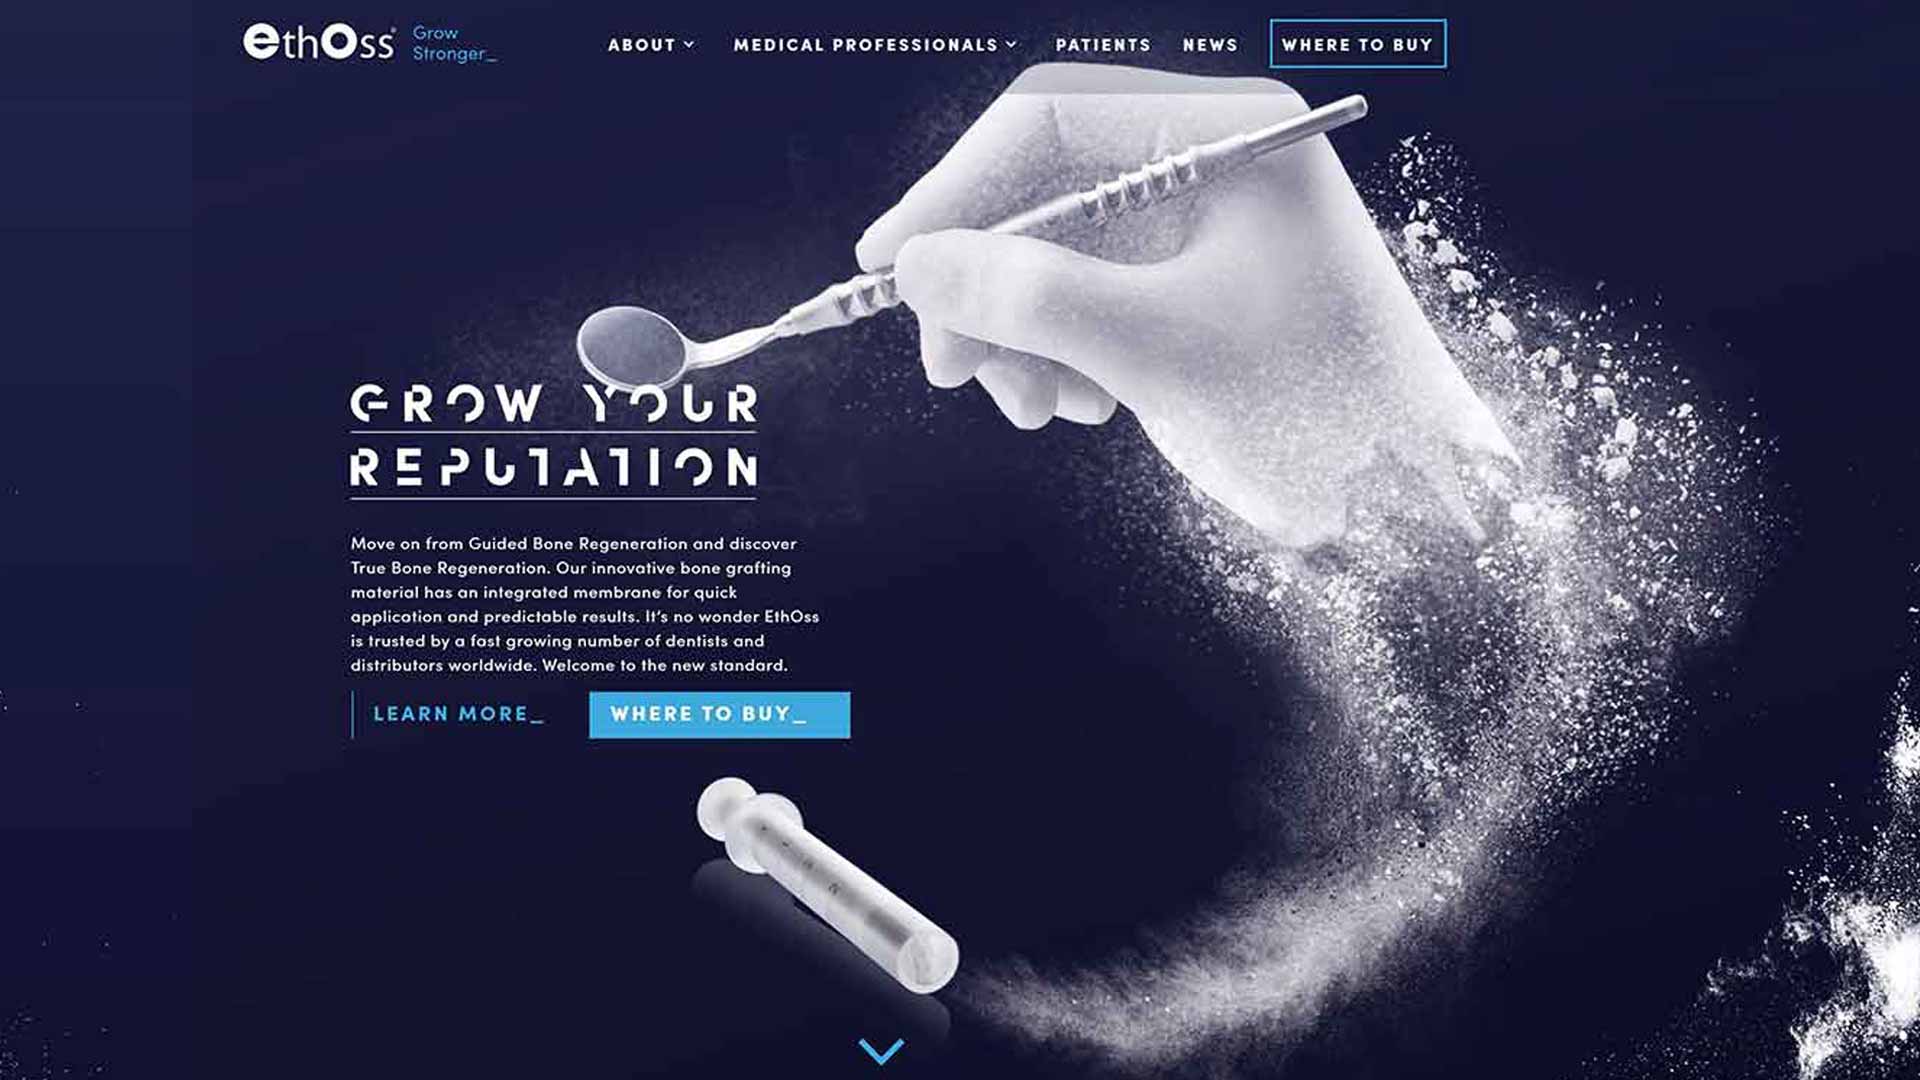 ethOss®
Grow
Stronger_
ABOUT
MEDICAL PROFESSIONALS
PATIENTS
NEWS
WHERE TO BUY
GROW YOUR
REPUTATION
Move on from Guided Bone Regeneration and discover
True Bone Regeneration. Our innovative bone grafting
material has an integrated membrane for quick
application and predictable results. It's no wonder EthOss
is trusted by a fast growing number of dentists and
distributors worldwide. Welcome to the new standard.
LEARN MORE_
WHERE TO BUY_